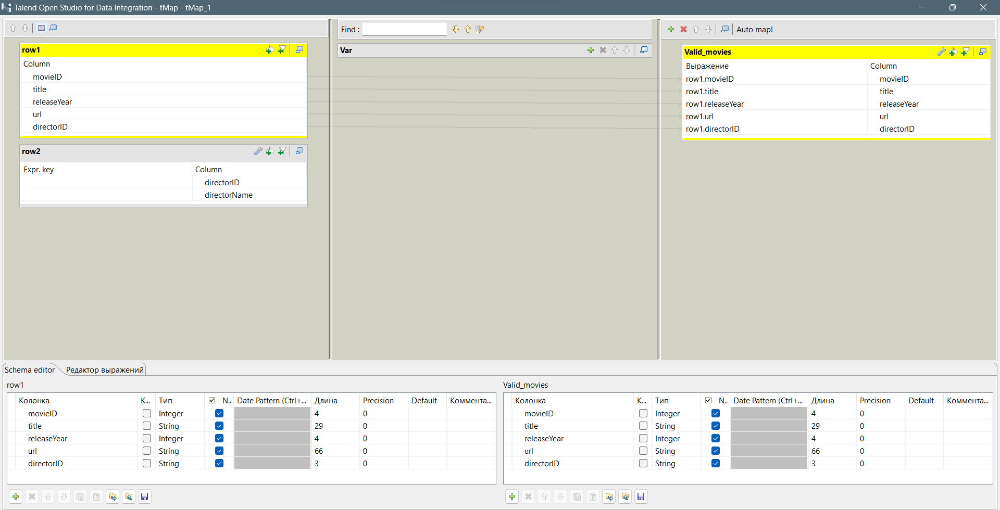 Talend Open Studio for Data Integration - tMap - tMap_1
Find :
Auto map!
row1
Column
movieID
title
releaseYear
url
directorID
row2
Expr. key Column
directorID
directorName
Var
Valid_movies
Выражение Column
row1.movieID movieID
row1.title title
row1.releaseYear releaseYear
row1.url url
row1.directorID directorID
Schema editor Редактор выражений
row1
Колонка К... Тип N.. Date Pattern (Ctrl+... Длина Precision Default Коммента...
movieID Integer 4 0
title String 29 0
releaseYear Integer 4 0
url String 66 0
directorID String 3 0
Valid_movies
Колонка К... Тип N.. Date Pattern (Ctrl+... Длина Precision Default Коммента...
movieID Integer 4 0
title String 29 0
releaseYear Integer 4 0
url String 66 0
directorID String 3 0